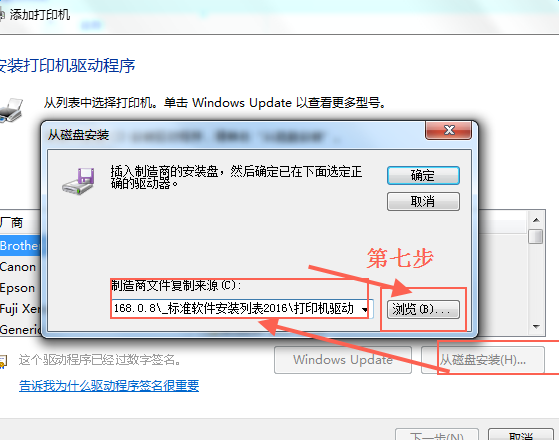 添加打印机
安装打印机驱动程序
从列表中选择打印机。单击 Windows Update 以查看更多型号。
从磁盘安装
插入制造商的安装盘，然后确定已在下面选定正
确的驱动器。
确定
取消
第七步
制造商文件复制来源(C):
168.0.8\_标准软件安装列表2016\打印机驱动
浏览(B)...
厂商
Brother
Canon
Epson
Fuji Xer
Generic
这个驱动程序已经过数字签名。
告诉我为什么驱动程序签名很重要
Windows Update
从磁盘安装(H)...
下一步(N)
取消